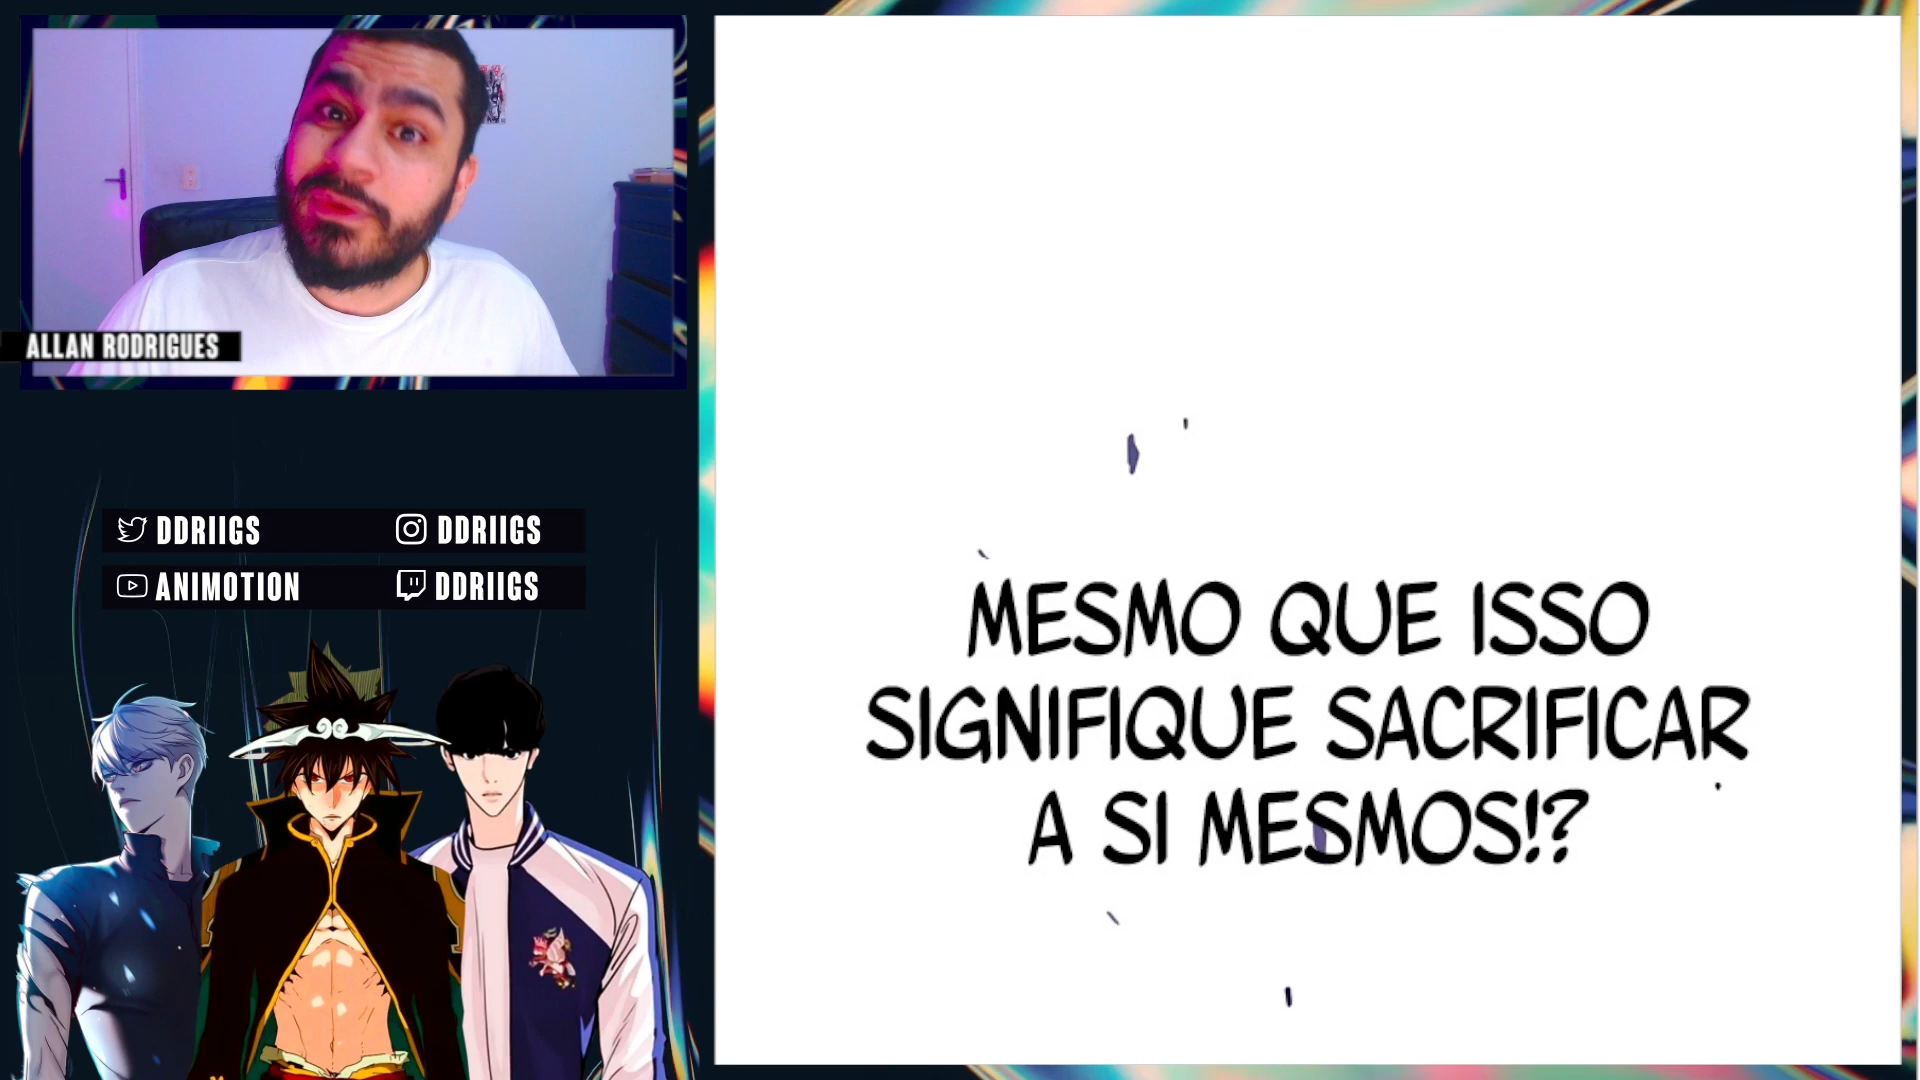 ALLAN RODRIGUES
DDRIIGS
DDRIIGS
ANIMOTION
DDRIIGS
MESMO QUE ISSO
SIGNIFIQUE SACRIFICAR
A SI MESMOS!?